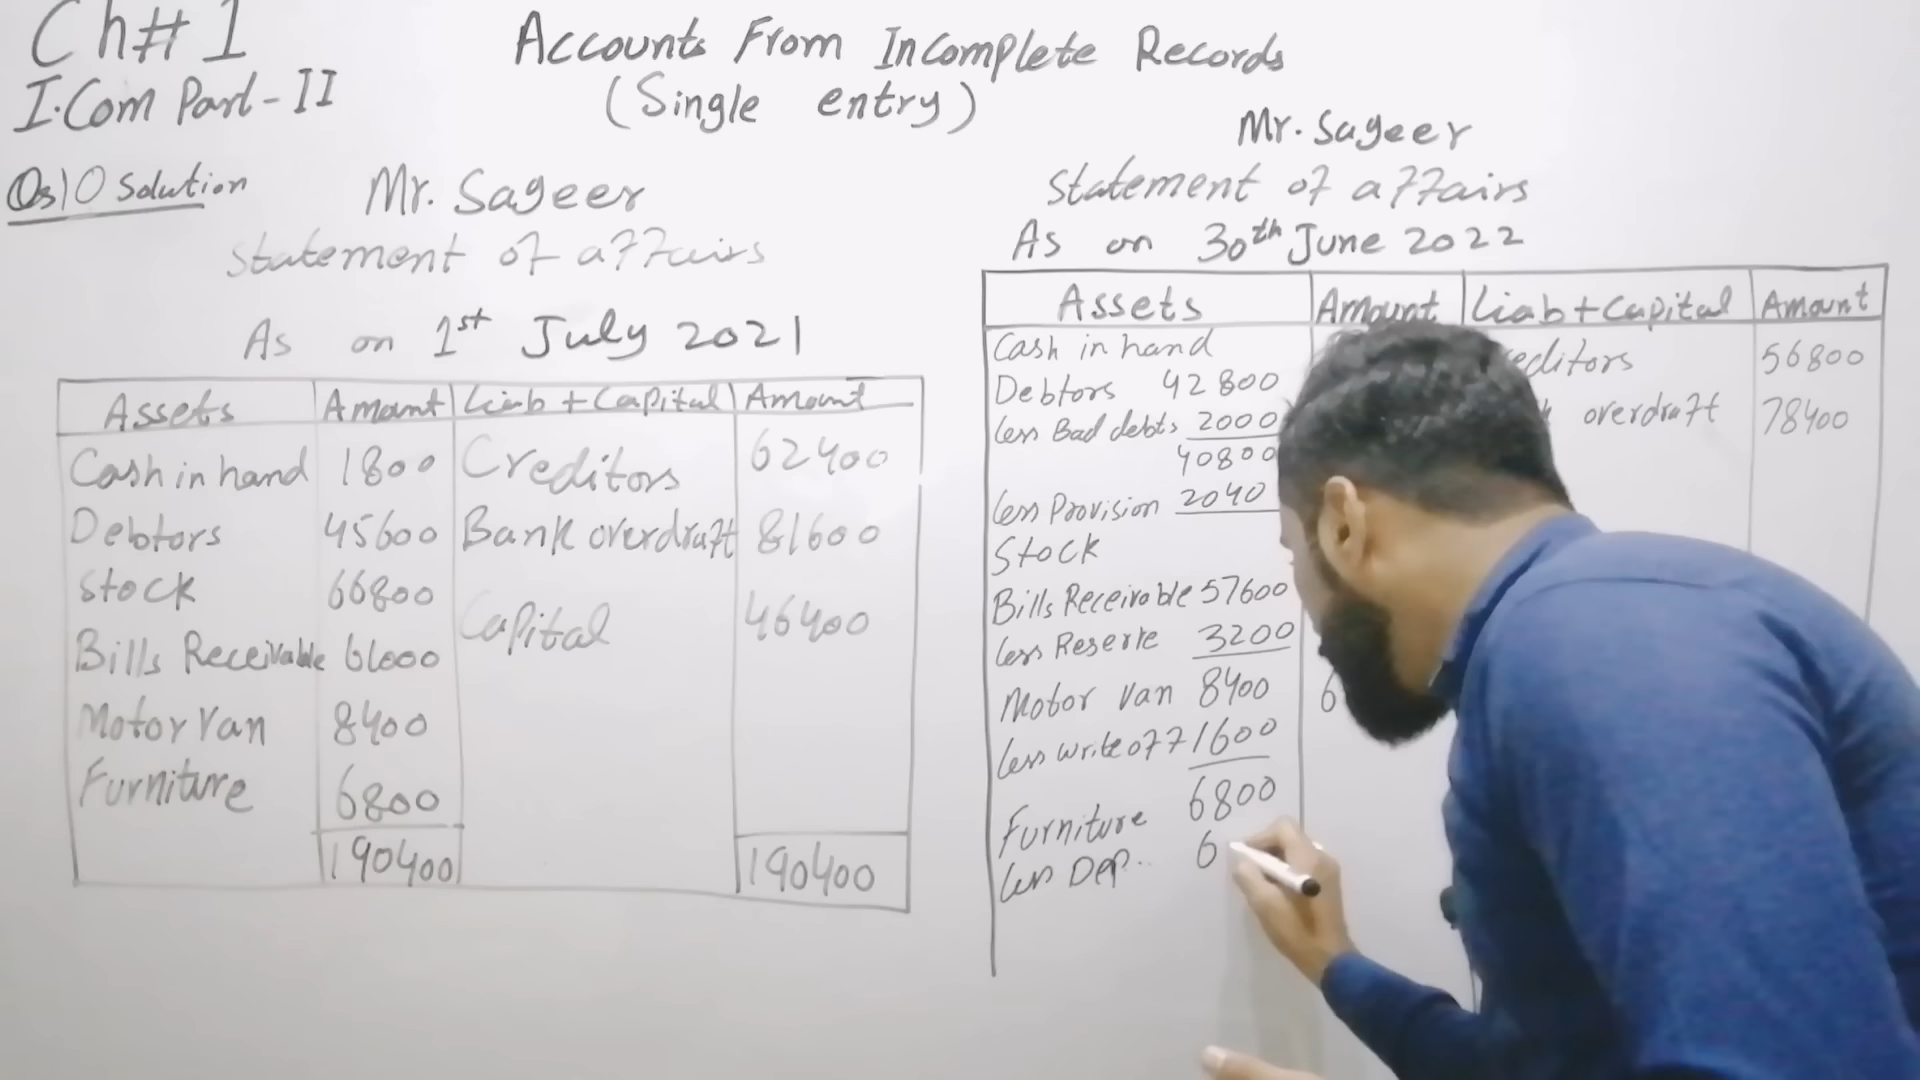 Ch# 1
I.Com Part-II
Accounts From Incomplete Records
(Single entry)
Qs10 Solution
Mr. Sageer
Statement of affairs
As on 1st July 2021
Assets Amount Liab + Capital Amount
Cash in hand 1800 Creditors 62400
Debtors 45600 Bank overdraft 81600
Stock 66800 Capital 46400
Bills Receivable 61000
Motor Van 8400
Furniture 6800
190400 190400
Mr. Sageer
Statement of affairs
As on 30th June 2022
Assets Amount Liab + Capital Amount
Cash in hand 56800
Debtors 42800 overdraft 78400
Less Bad debts 2000
40800
Less Provision 2040
Stock
Bills Receivable 57600
Less Reserve 3200
Motor Van 8400 6
Less write off 1600
6800
Furniture
Less Dep.. 6